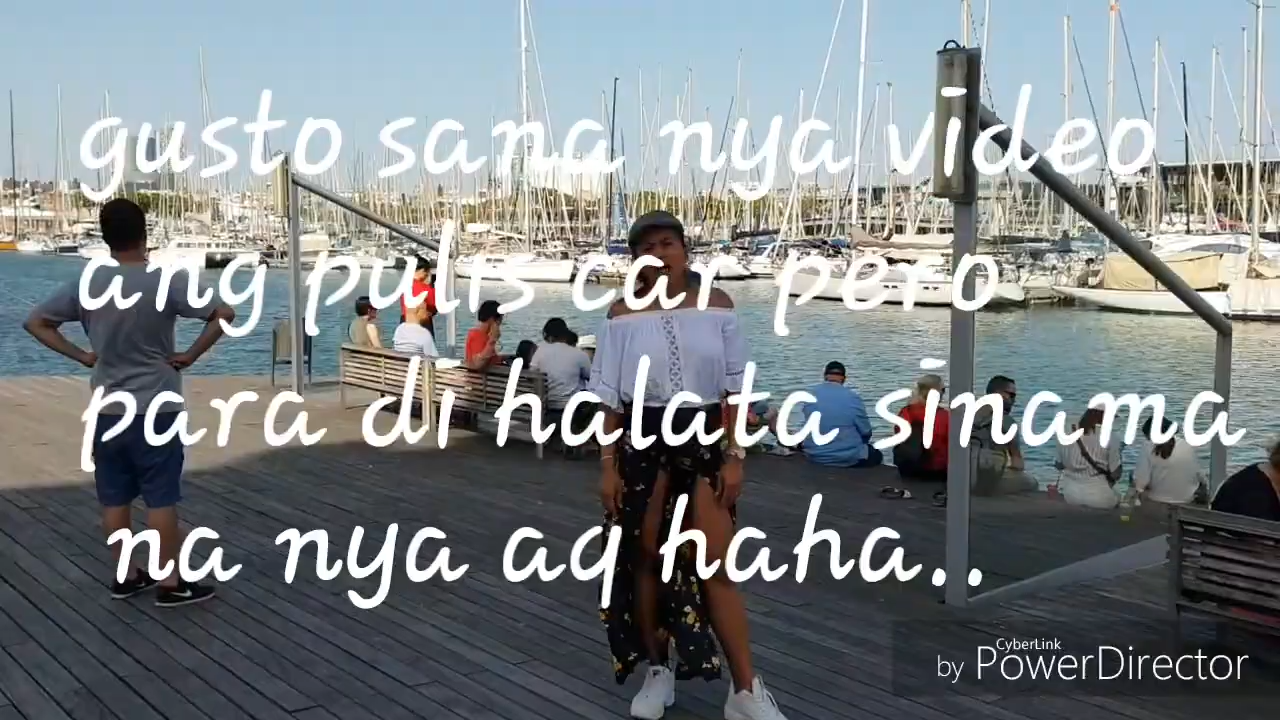 gusto sana nya video
ang pulis car pero
para di halata sinama
na nya aq haha..
CyberLink
by PowerDirector